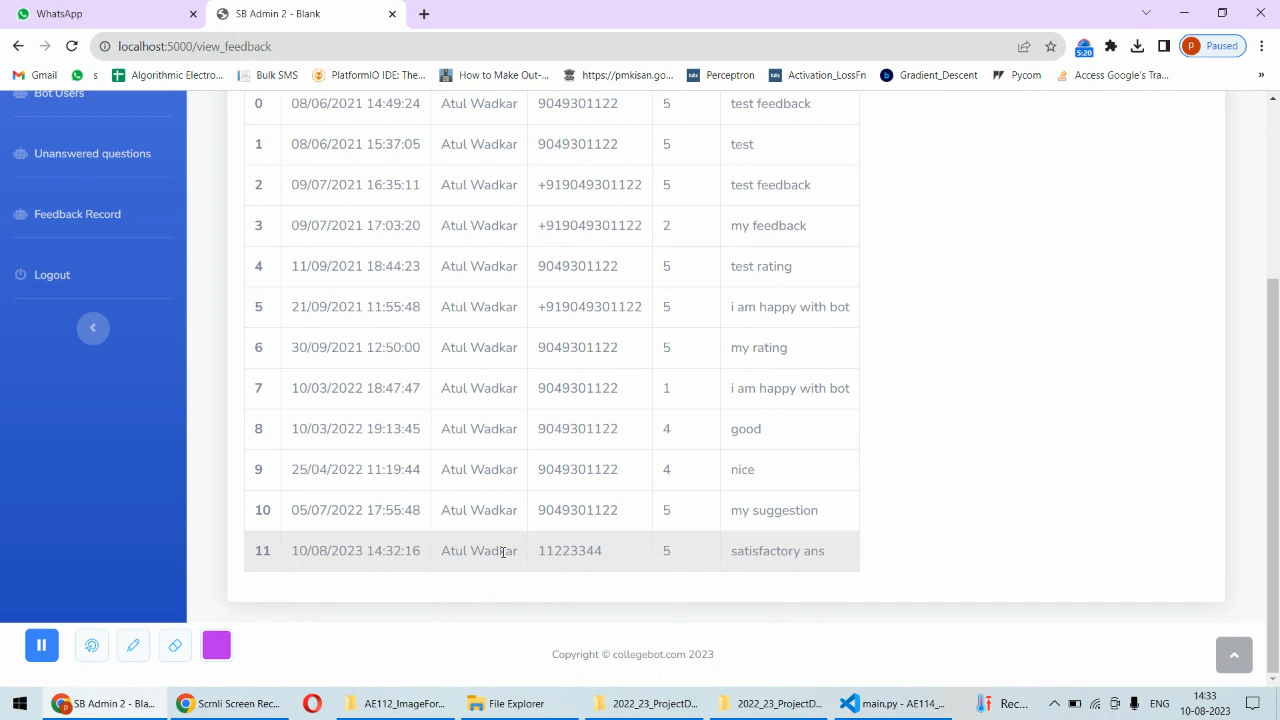 WhatsApp
SB Admin 2 - Blank
localhost:5000/view_feedback
5:20
Paused
Gmail
s
Algorithmic Electro...
Bulk SMS
PlatformIO IDE: The...
How to Make Out-...
https://pmkisan.go...
tds Perceptron
tds Activation_LossFn
Gradient_Descent
Pycom
Access Google's Tra...
»
Bot Users
Unanswered questions
Feedback Record
Logout
0 08/06/2021 14:49:24 Atul Wadkar 9049301122 5 test feedback
1 08/06/2021 15:37:05 Atul Wadkar 9049301122 5 test
2 09/07/2021 16:35:11 Atul Wadkar +919049301122 5 test feedback
3 09/07/2021 17:03:20 Atul Wadkar +919049301122 2 my feedback
4 11/09/2021 18:44:23 Atul Wadkar 9049301122 5 test rating
5 21/09/2021 11:55:48 Atul Wadkar +919049301122 5 i am happy with bot
6 30/09/2021 12:50:00 Atul Wadkar 9049301122 5 my rating
7 10/03/2022 18:47:47 Atul Wadkar 9049301122 1 i am happy with bot
8 10/03/2022 19:13:45 Atul Wadkar 9049301122 4 good
9 25/04/2022 11:19:44 Atul Wadkar 9049301122 4 nice
10 05/07/2022 17:55:48 Atul Wadkar 9049301122 5 my suggestion
11 10/08/2023 14:32:16 Atul Wadkar 11223344 5 satisfactory ans
Copyright © collegebot.com 2023
SB Admin 2 - Bla...
Scrnli Screen Rec...
AE112_ImageFor...
File Explorer
2022_23_ProjectD...
2022_23_ProjectD...
main.py - AE114_...
Rec...
ENG
14:33
10-08-2023